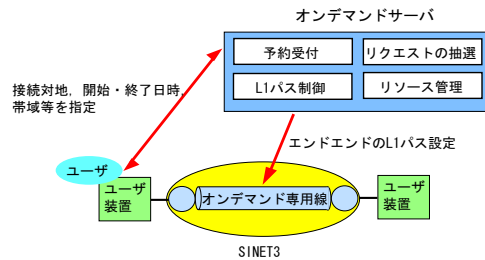 オンデマンドサーバ
予約受付
リクエストの抽選
L1パス制御
リソース管理
接続対地，開始・終了日時，
帯域等を指定
エンドエンドのL1パス設定
ユーザ
ユーザ
装置
オンデマンド専用線
ユーザ
装置
SINET3